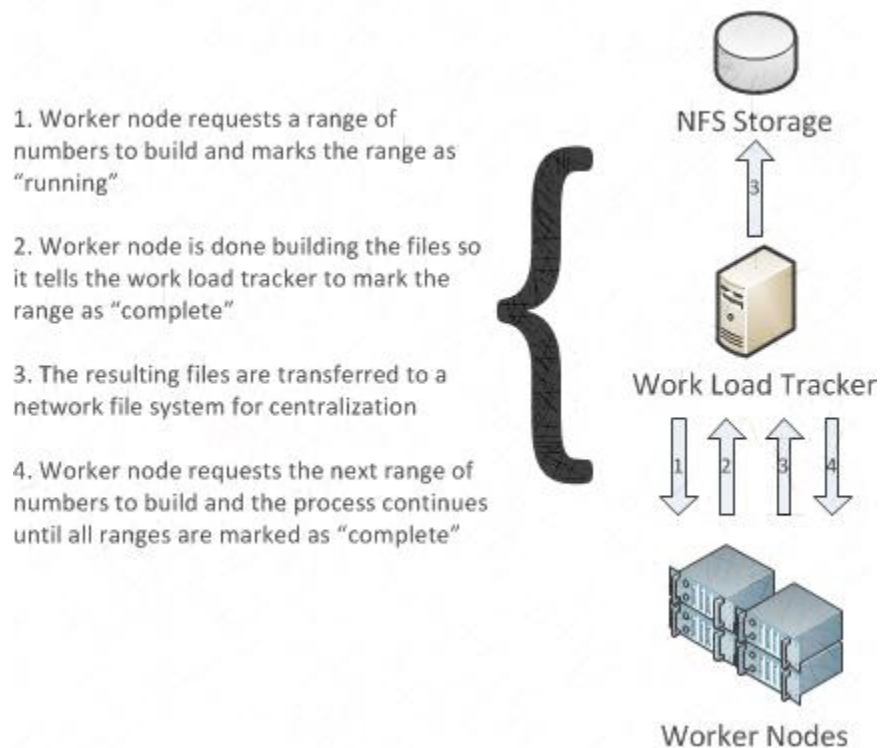 1. Worker node requests a range of
numbers to build and marks the range as
“running”
2. Worker node is done building the files so
it tells the work load tracker to mark the
range as “complete”
3. The resulting files are transferred to a
network file system for centralization
4. Worker node requests the next range of
numbers to build and the process continues
until all ranges are marked as “complete”
NFS Storage
3
Work Load Tracker
1 2 3 4
Worker Nodes